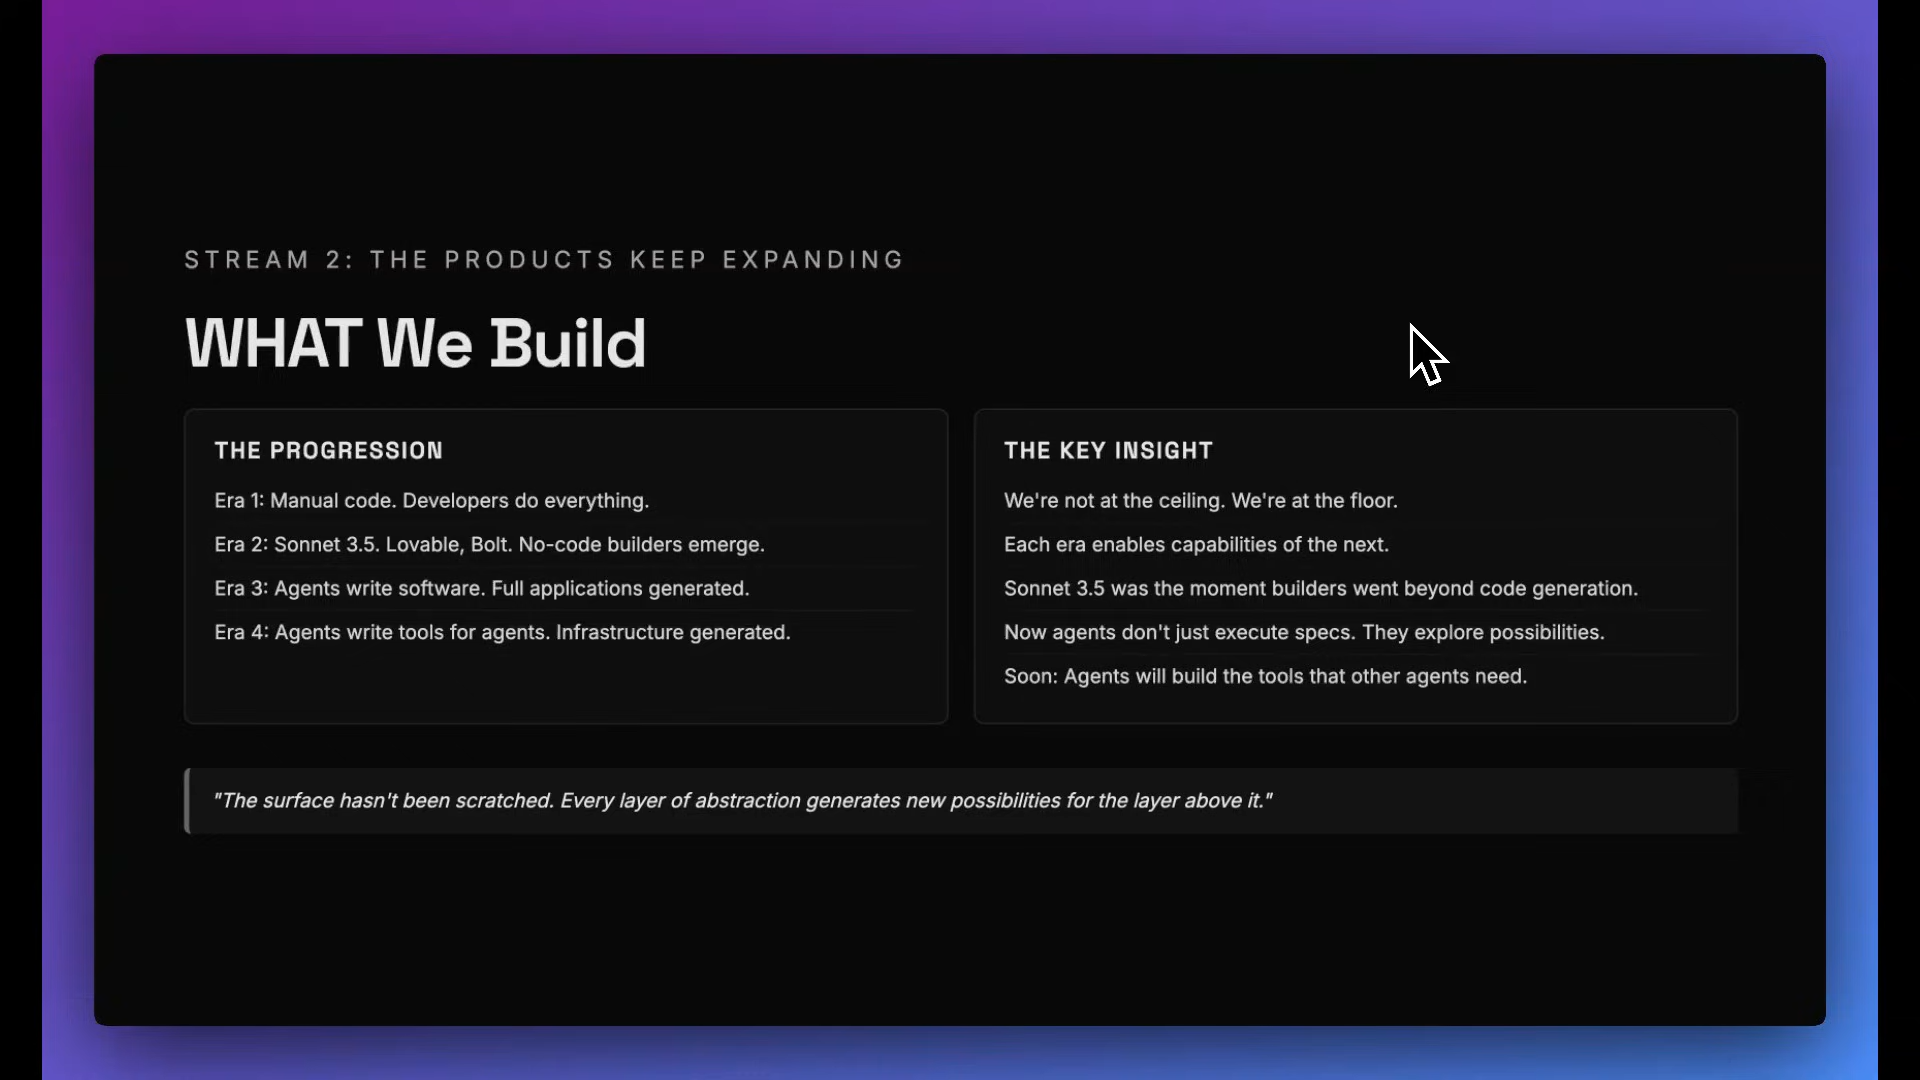 STREAM 2: THE PRODUCTS KEEP EXPANDING
WHAT We Build
THE PROGRESSION
Era 1: Manual code. Developers do everything.
Era 2: Sonnet 3.5. Lovable, Bolt. No-code builders emerge.
Era 3: Agents write software. Full applications generated.
Era 4: Agents write tools for agents. Infrastructure generated.
THE KEY INSIGHT
We're not at the ceiling. We're at the floor.
Each era enables capabilities of the next.
Sonnet 3.5 was the moment builders went beyond code generation.
Now agents don't just execute specs. They explore possibilities.
Soon: Agents will build the tools that other agents need.
"The surface hasn't been scratched. Every layer of abstraction generates new possibilities for the layer above it."